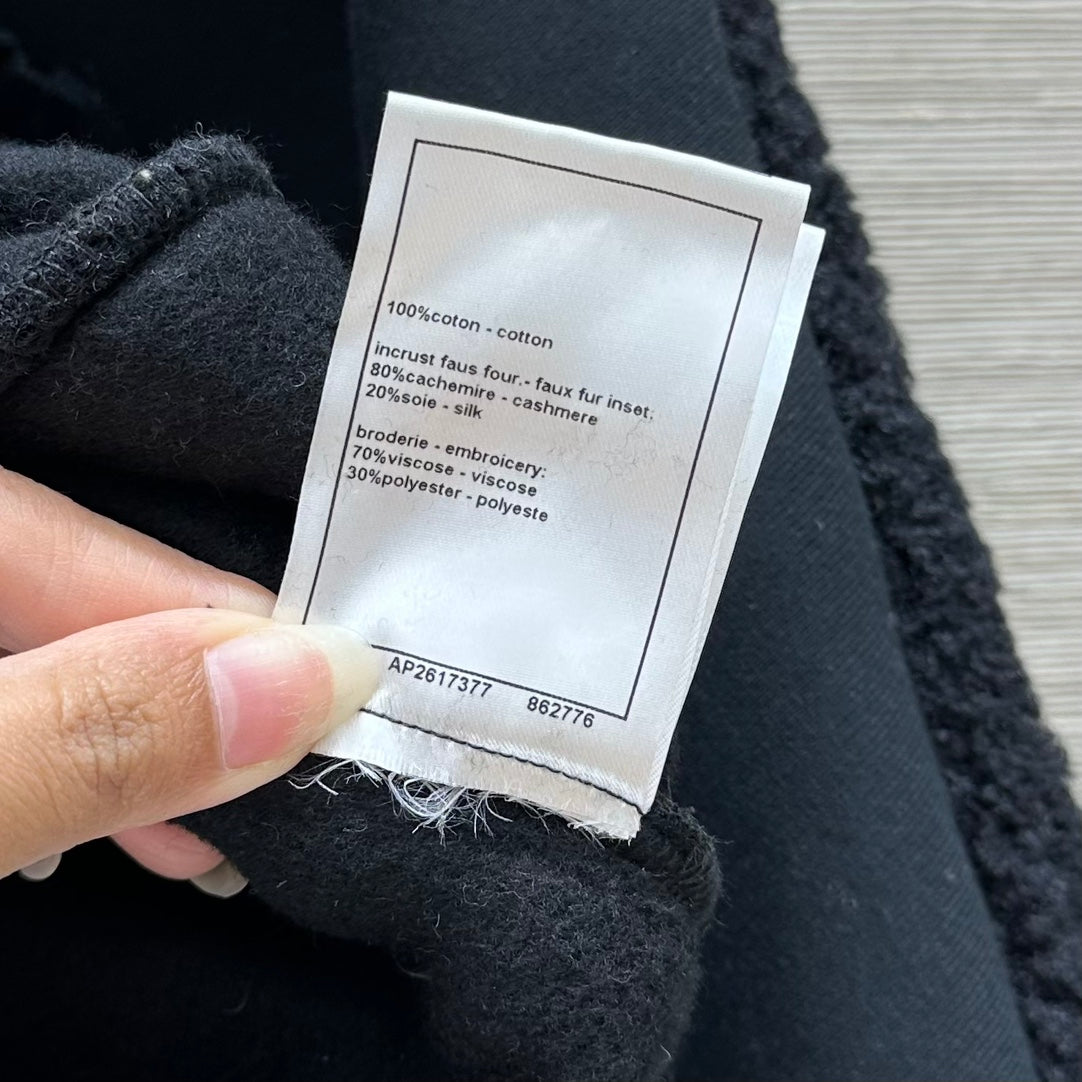 100%coton - cotton
incrust faus four.- faux fur inset:
80%cachemire - cashmere
20%soie - silk
broderie - embroicery:
70%viscose - viscose
30%polyester - polyeste
AP2617377 862776